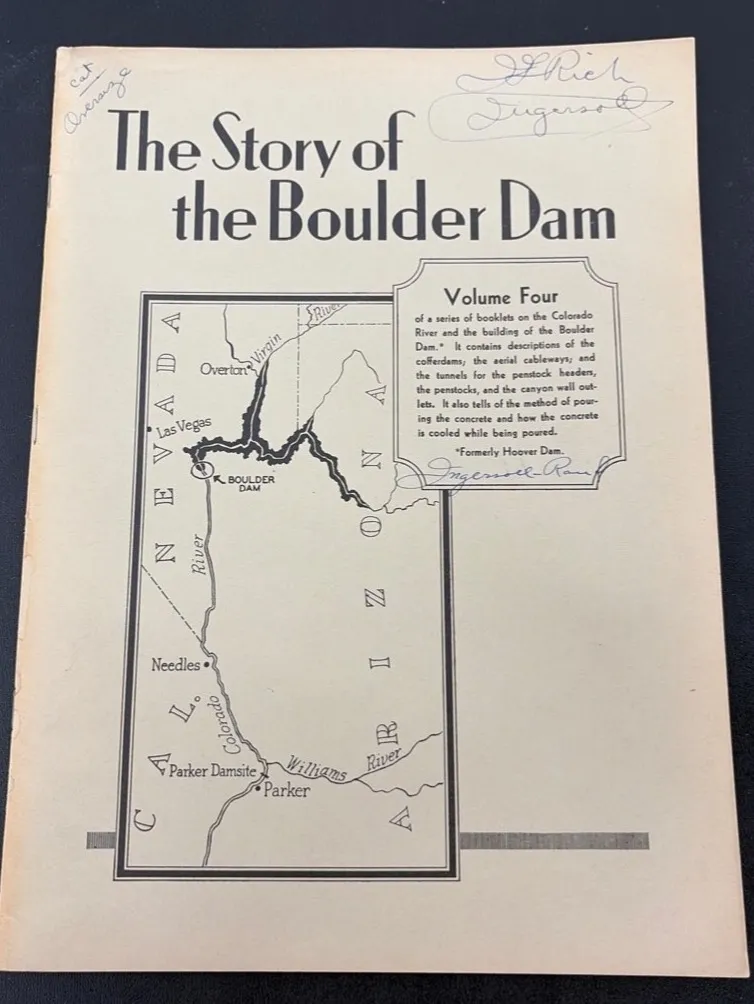 cat
Oversize
Rich
Ingersoll
The Story of
the Boulder Dam
Volume Four
of a series of booklets on the Colorado
River and the building of the Boulder
Dam.* It contains descriptions of the
cofferdams; the aerial cableways; and
the tunnels for the penstock headers,
the penstocks, and the canyon wall out-
lets. It also tells of the method of pour-
ing the concrete and how the concrete
is cooled while being poured.
*Formerly Hoover Dam.
Ingersoll-Rand
NEVADA
ARIZONA
CAL.
Virgin River
Overton
Las Vegas
BOULDER
DAM
Colorado River
Needles
Parker Damsite
Parker
Williams River